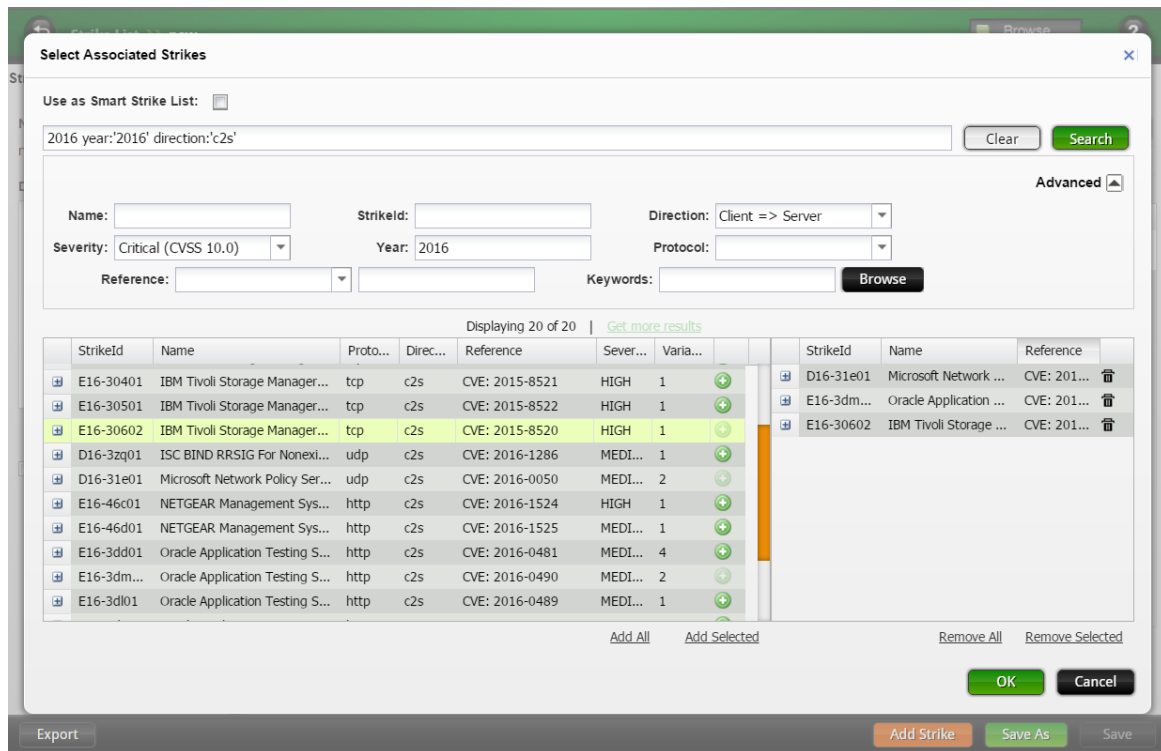 Browse ?
Select Associated Strikes ×
Use as Smart Strike List:
2016 year:'2016' direction:'c2s' Clear Search
Advanced
Name: StrikeId: Direction: Client => Server
Severity: Critical (CVSS 10.0) Year: 2016 Protocol:
Reference: Keywords: Browse
Displaying 20 of 20 | Get more results
StrikeId Name Proto... Direc... Reference Sever... Varia... StrikeId Name Reference
E16-30401 IBM Tivoli Storage Manager... tcp c2s CVE: 2015-8521 HIGH 1 D16-31e01 Microsoft Network ... CVE: 201...
E16-30501 IBM Tivoli Storage Manager... tcp c2s CVE: 2015-8522 HIGH 1 E16-3dm... Oracle Application ... CVE: 201...
E16-30602 IBM Tivoli Storage Manager... tcp c2s CVE: 2015-8520 HIGH 1 E16-30602 IBM Tivoli Storage ... CVE: 201...
D16-3zq01 ISC BIND RRSIG For Nonexi... udp c2s CVE: 2016-1286 MEDI... 1
D16-31e01 Microsoft Network Policy Ser... udp c2s CVE: 2016-0050 MEDI... 2
E16-46c01 NETGEAR Management Sys... http c2s CVE: 2016-1524 HIGH 1
E16-46d01 NETGEAR Management Sys... http c2s CVE: 2016-1525 MEDI... 1
E16-3dd01 Oracle Application Testing S... http c2s CVE: 2016-0481 MEDI... 4
E16-3dm... Oracle Application Testing S... http c2s CVE: 2016-0490 MEDI... 2
E16-3dl01 Oracle Application Testing S... http c2s CVE: 2016-0489 MEDI... 1
Add All Add Selected Remove All Remove Selected
OK Cancel
Export Add Strike Save As Save